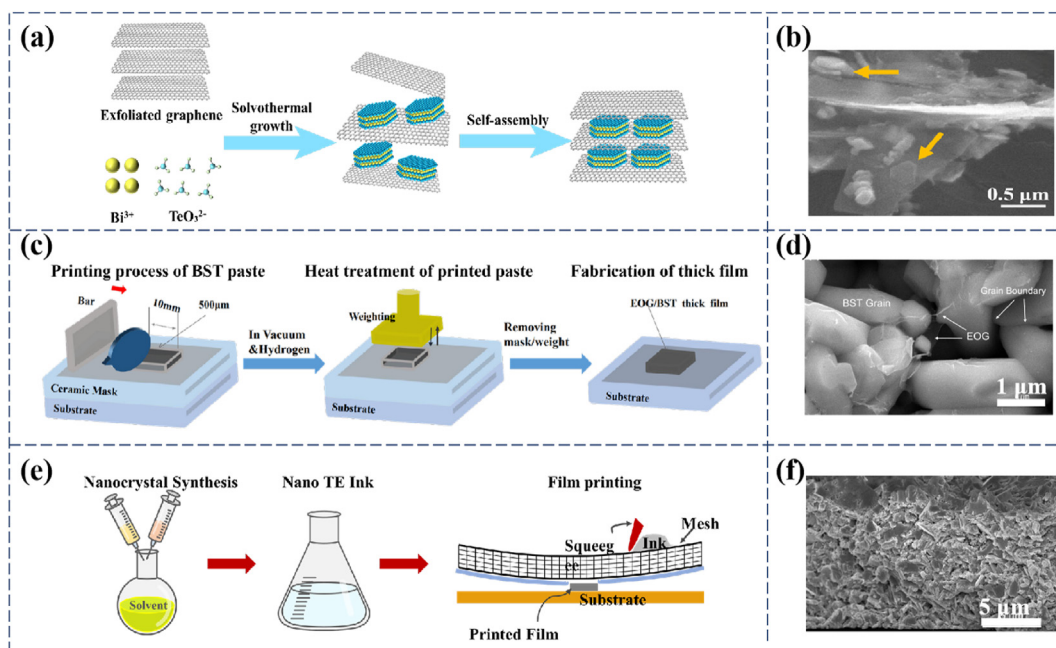 (a)
Exfoliated graphene
Bi³⁺
TeO₃²⁻
Solvothermal
growth
Self-assembly
(b)
0.5 µm
(c)
Printing process of BST paste
Bar
10mm
500µm
Ceramic Mask
Substrate
In Vacuum
&Hydrogen
Heat treatment of printed paste
Weighting
Substrate
Removing
mask/weight
Fabrication of thick film
EOG/BST thick film
Substrate
(d)
BST Grain
Grain Boundary
EOG
1 µm
(e)
Nanocrystal Synthesis
Solvent
Nano TE Ink
Film printing
Squeeg
ee
Ink
Mesh
Substrate
Printed Film
(f)
5 µm